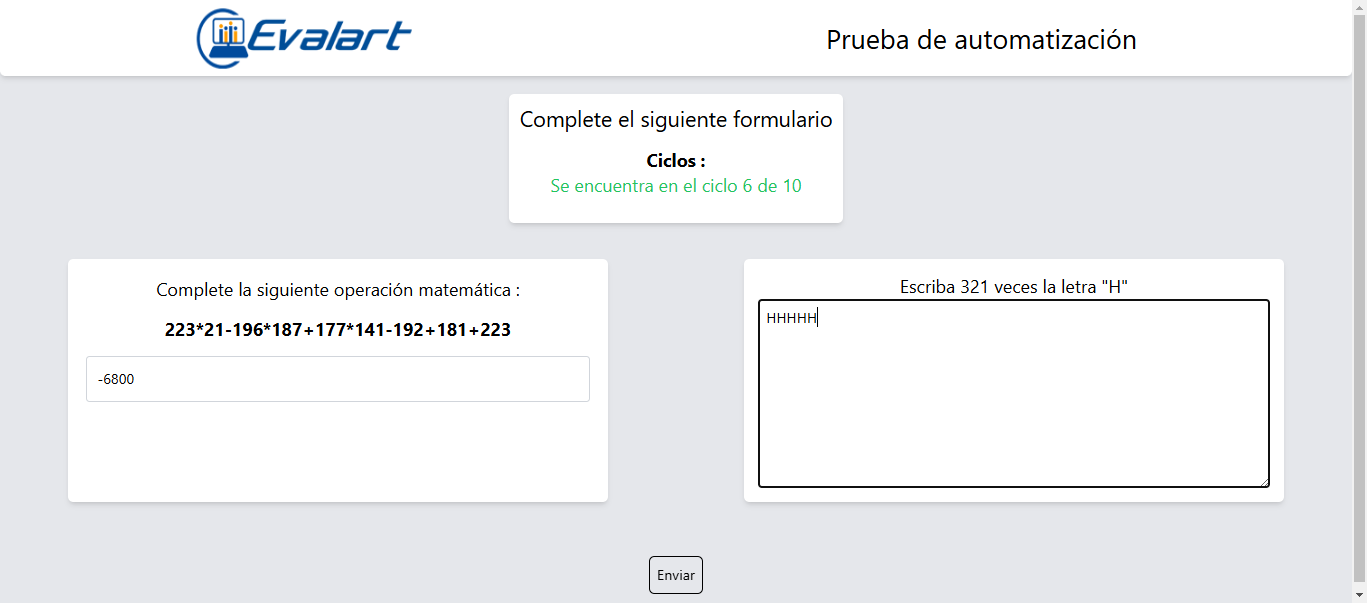 Evalart
Prueba de automatización
Complete el siguiente formulario
Ciclos :
Se encuentra en el ciclo 6 de 10
Complete la siguiente operación matemática :
223*21-196*187+177*141-192+181+223
-6800
Escriba 321 veces la letra "H"
HHHHH
Enviar